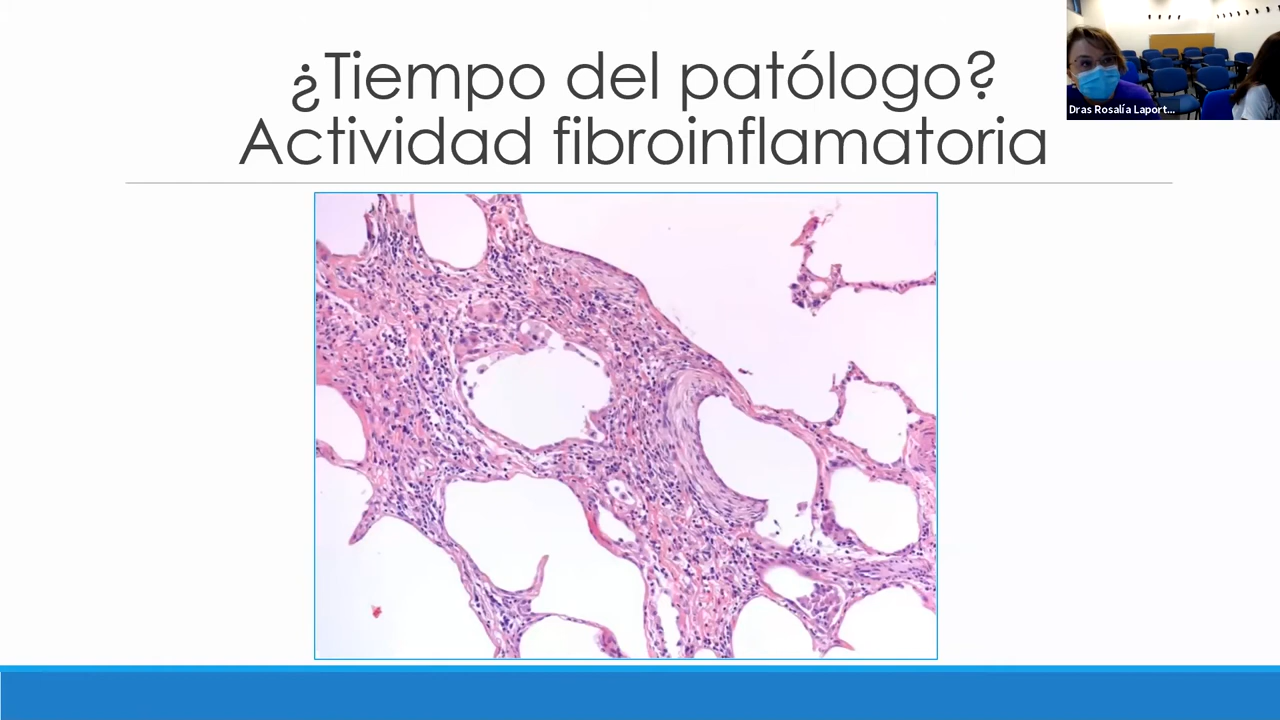 ¿Tiempo del patólogo?
Actividad fibroinflamatoria
Dras Rosalía Laport...